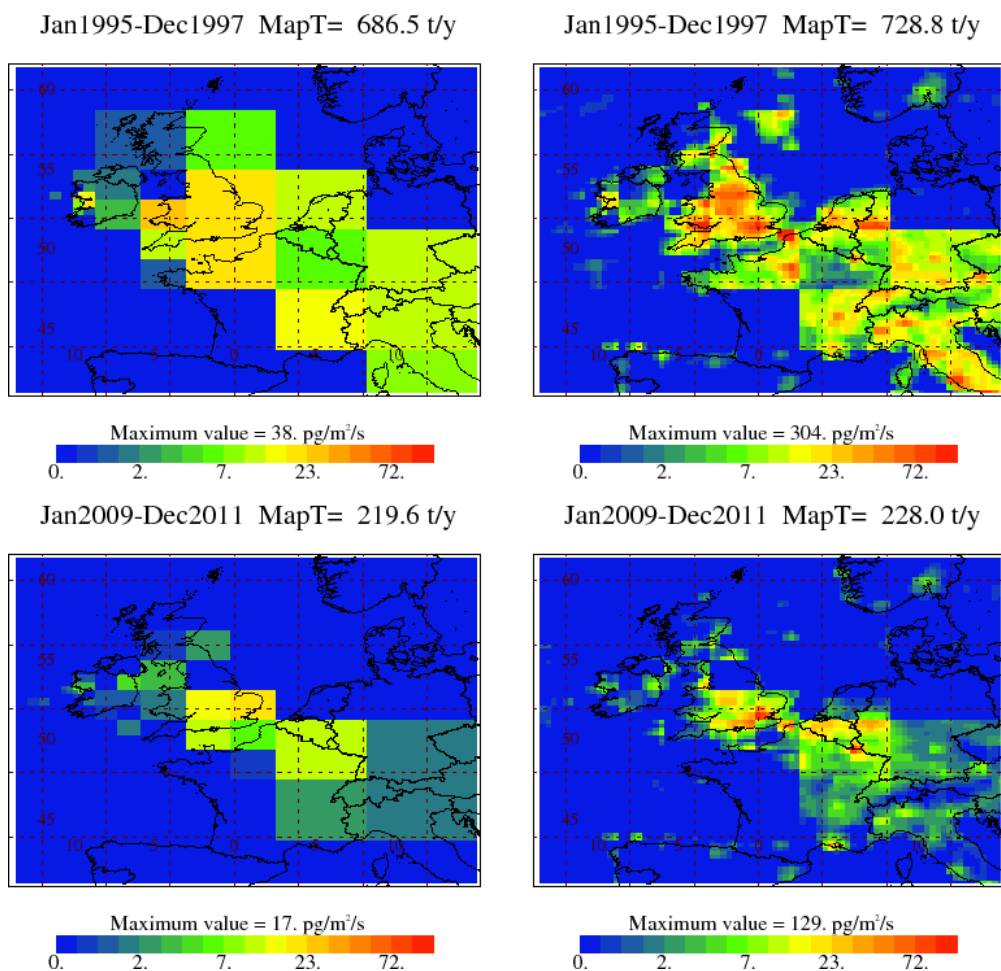 Jan1995-Dec1997 MapT= 686.5 t/y
Jan1995-Dec1997 MapT= 728.8 t/y
60
55
50
45
10
0
5
10
60
55
50
45
10
0
5
10
Maximum value = 38. pg/m²/s
0. 2. 7. 23. 72.
Maximum value = 304. pg/m²/s
0. 2. 7. 23. 72.
Jan2009-Dec2011 MapT= 219.6 t/y
Jan2009-Dec2011 MapT= 228.0 t/y
60
55
50
45
10
0
5
10
60
55
50
45
10
0
5
10
Maximum value = 17. pg/m²/s
0. 2. 7. 23. 72.
Maximum value = 129. pg/m²/s
0. 2. 7. 23. 72.